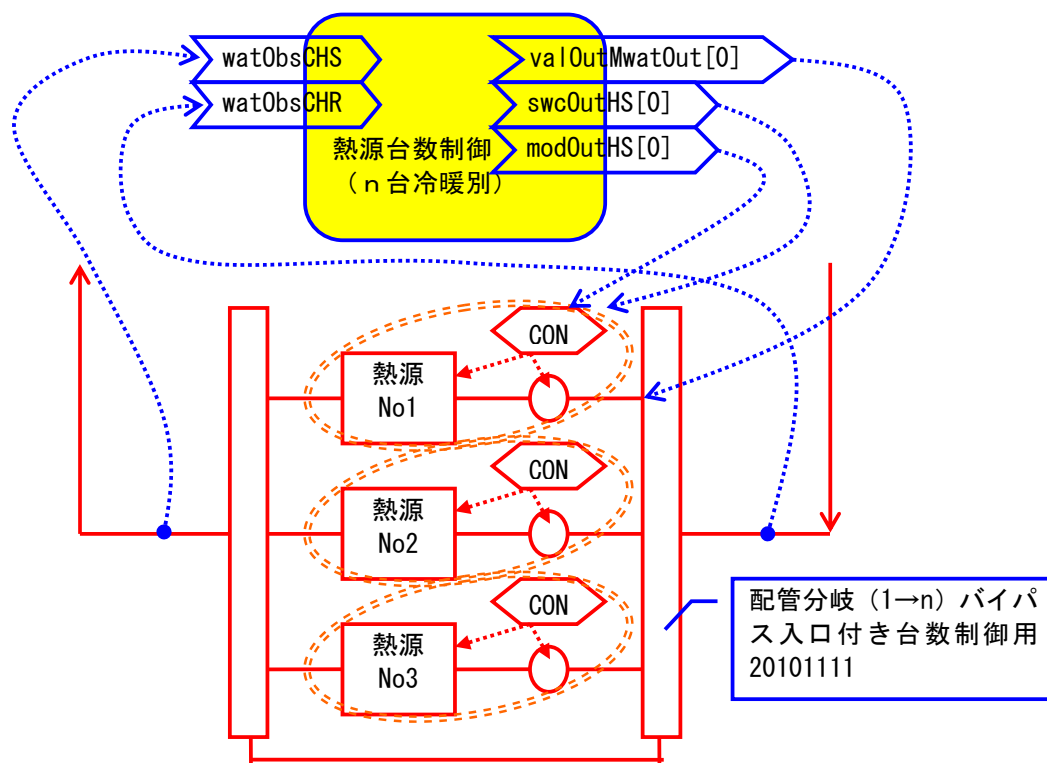 watObsCHS
valOutMwatOut[0]
watObsCHR
swcOutHS[0]
modOutHS[0]
熱源台数制御
（ｎ台冷暖別）
CON
熱源
No1
CON
熱源
No2
CON
熱源
No3
配管分岐（1→n）バイパ
ス入口付き台数制御用
20101111